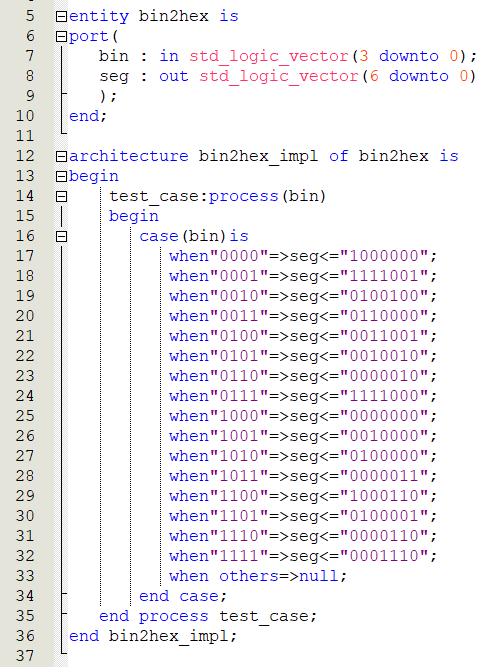 5 entity bin2hex is
6 port(
7 bin : in std_logic_vector(3 downto 0);
8 seg : out std_logic_vector(6 downto 0)
9 );
10 end;
11
12 architecture bin2hex_impl of bin2hex is
13 begin
14 test_case:process(bin)
15 begin
16 case(bin)is
17 when"0000"=>seg<="1000000";
18 when"0001"=>seg<="1111001";
19 when"0010"=>seg<="0100100";
20 when"0011"=>seg<="0110000";
21 when"0100"=>seg<="0011001";
22 when"0101"=>seg<="0010010";
23 when"0110"=>seg<="0000010";
24 when"0111"=>seg<="1111000";
25 when"1000"=>seg<="0000000";
26 when"1001"=>seg<="0010000";
27 when"1010"=>seg<="0100000";
28 when"1011"=>seg<="0000011";
29 when"1100"=>seg<="1000110";
30 when"1101"=>seg<="0100001";
31 when"1110"=>seg<="0000110";
32 when"1111"=>seg<="0001110";
33 when others=>null;
34 end case;
35 end process test_case;
36 end bin2hex_impl;
37